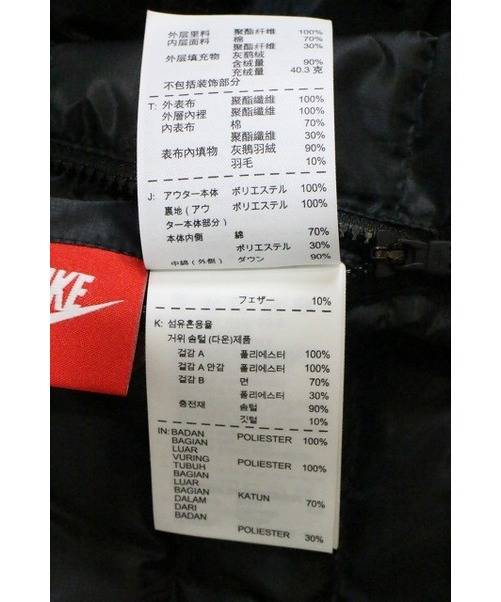 外层里料 聚酯纤维 100%
内层面料 棉 70%
聚酯纤维 30%
外层填充物 灰鹅绒
含绒量 90%
充绒量 40.3 克
不包括装饰部分
T: 外表布 聚酯纖維 100%
外層內裡 聚酯纖維 100%
內表布 棉 70%
聚酯纖維 30%
表布內填物 灰鵝羽絨 90%
羽毛 10%
J: アウター本体 ポリエステル 100%
裏地(アウ ポリエステル 100%
ター本体部分)
本体内側 綿 70%
ポリエステル 30%
中綿(外側) ダウン 90%
フェザー 10%
K: 섬유혼용율
거위 솜털 (다운)제품
겉감 A 폴리에스터 100%
겉감 A 안감 폴리에스터 100%
겉감 B 면 70%
폴리에스터 30%
충전재 솜털 90%
깃털 10%
IN: BADAN POLIESTER 100%
BAGIAN
LUAR
VURING POLIESTER 100%
TUBUH
BAGIAN
LUAR
BAGIAN KATUN 70%
DALAM
DARI
BADAN
POLIESTER 30%